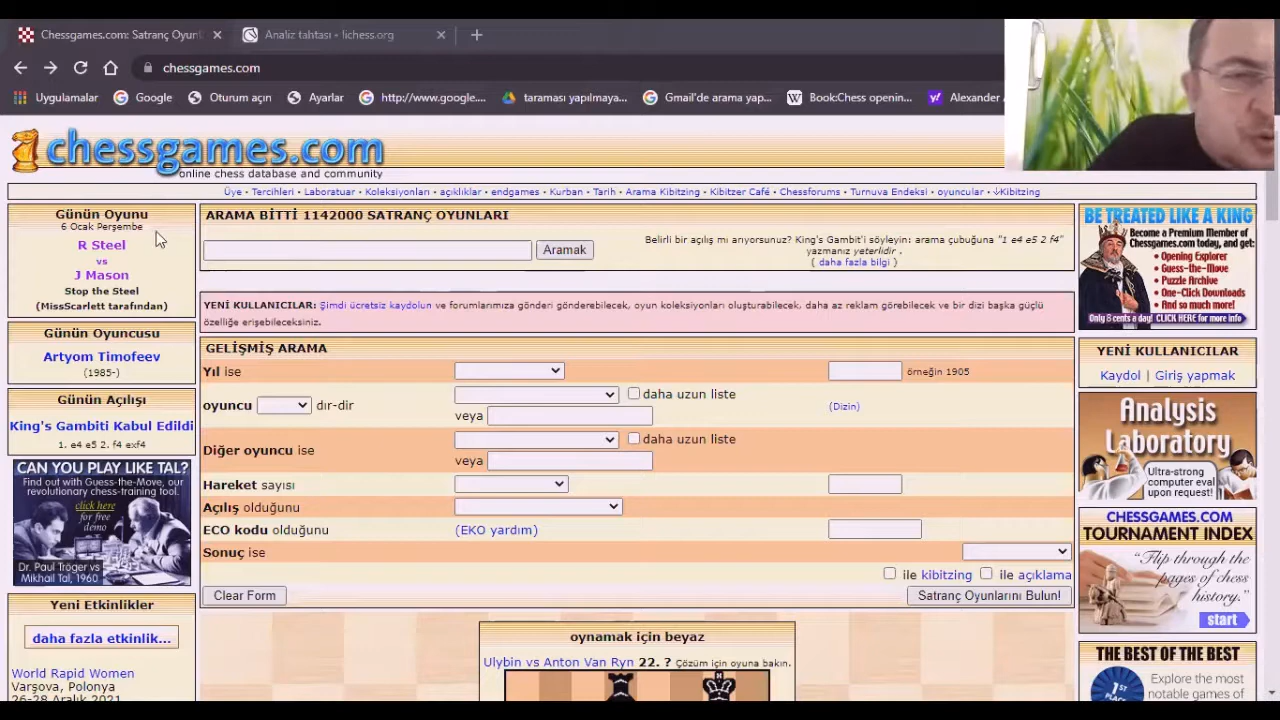 Chessgames.com: Satranç Oyunl
Analiz tahtası • lichess.org
chessgames.com
Uygulamalar
Google
Oturum açın
Ayarlar
http://www.google....
taraması yapılmaya...
Gmail'de arama yap...
Book:Chess openin...
Alexander A
chessgames.com
online chess database and community
Üye • Tercihleri • Laboratuar • Koleksiyonları • açıklıklar • endgames • Kurban • Tarih • Arama Kibitzing • Kibitzer Café • Chessforums • Turnuva Endeksi • oyuncular • ↓Kibitzing
Günün Oyunu
6 Ocak Perşembe
R Steel
vs
J Mason
Stop the Steel
(MissScarlett tarafından)
Günün Oyuncusu
Artyom Timofeev
(1985-)
Günün Açılışı
King's Gambiti Kabul Edildi
1. e4 e5 2. f4 exf4
CAN YOU PLAY LIKE TAL?
Find out with Guess-the-Move, our
revolutionary chess-training tool.
click here
for free
demo
Dr. Paul Tröger vs
Mikhail Tal, 1960
Yeni Etkinlikler
daha fazla etkinlik...
World Rapid Women
Varşova, Polonya
26-28 Aralık 2021
ARAMA BİTTİ 1142000 SATRANÇ OYUNLARI
Aramak
Belirli bir açılış mı arıyorsunuz? King's Gambit'i söyleyin: arama çubuğuna "1 e4 e5 2 f4"
yazmanız yeterlidir .
( daha fazla bilgi )
YENİ KULLANICILAR: Şimdi ücretsiz kaydolun ve forumlarımıza gönderi gönderebilecek, oyun koleksiyonları oluşturabilecek, daha az reklam görebilecek ve bir dizi başka güçlü
özelliğe erişebileceksiniz.
GELİŞMİŞ ARAMA
Yıl ise
örneğin 1905
oyuncu
dır-dir
daha uzun liste
veya
(Dizin)
Diğer oyuncu ise
daha uzun liste
veya
Hareket sayısı
Açılış olduğunu
ECO kodu olduğunu
(EKO yardım)
Sonuç ise
ile kibitzing
ile açıklama
Clear Form
Satranç Oyunlarını Bulun!
oynamak için beyaz
Ulybin vs Anton Van Ryn 22. ? Çözüm için oyuna bakın.
BE TREATED LIKE A KING
Become a Premium Member of
Chessgames.com today, and get:
• Opening Explorer
• Guess-the-Move
• Puzzle Archive
• One-Click Downloads
• And so much more!
Only 8 cents a day! CLICK HERE for more info
YENİ KULLANICILAR
Kaydol | Giriş yapmak
Analysis
Laboratory
Ultra-strong
computer eval
upon request!
CHESSGAMES.COM
TOURNAMENT INDEX
"Flip through the
pages of chess
history."
start
THE BEST OF THE BEST
1ST
PLACE
Explore the most
notable games of